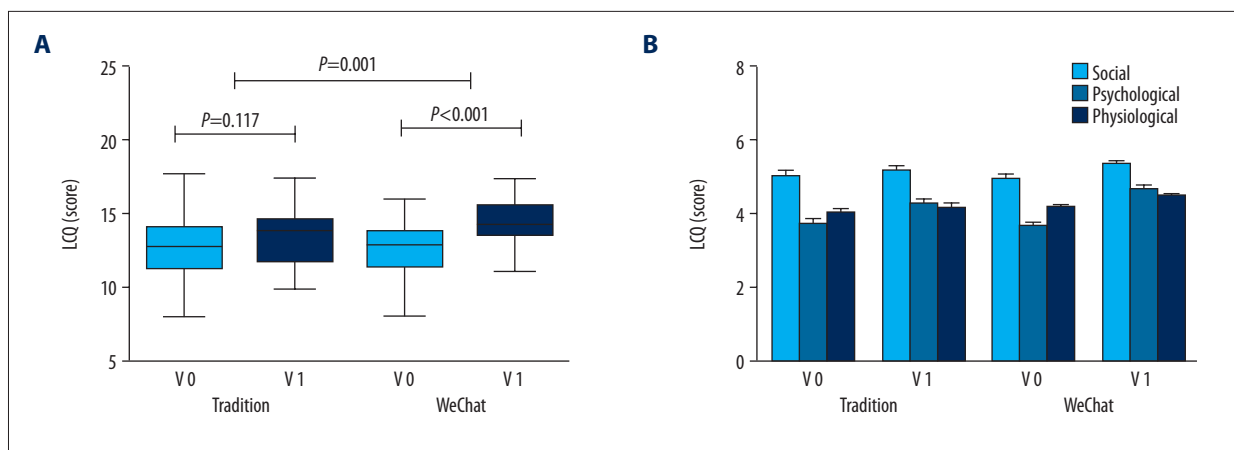 A
25
20
15
10
5
LCQ (score)
P=0.001
P=0.117
P<0.001
V 0
V 1
V 0
V 1
Tradition
WeChat
B
8
6
4
2
0
LCQ (score)
Social
Psychological
Physiological
V 0
V 1
V 0
V 1
Tradition
WeChat